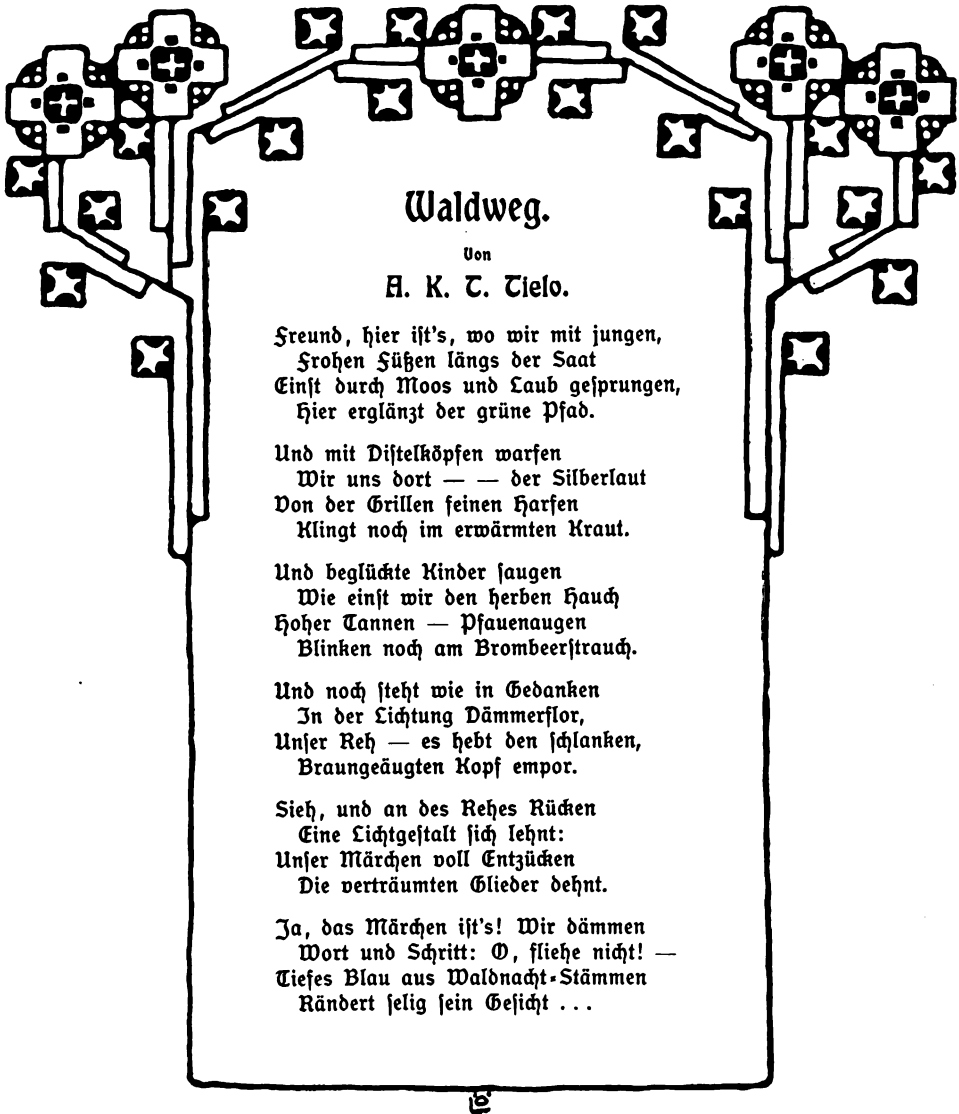 Waldweg.
Von
A. K. T. Tielo.
Freund, hier ist's, wo wir mit jungen,
Frohen Füßen längs der Saat
Einst durch Moos und Laub gesprungen,
Hier erglänzt der grüne Pfad.
Und mit Distelköpfen warfen
Wir uns dort — — der Silberlaut
Von der Grillen feinen Harfen
Klingt noch im erwärmten Kraut.
Und beglückte Kinder saugen
Wie einst wir den herben Hauch
Hoher Tannen — Pfauenaugen
Blinken noch am Brombeerstrauch.
Und noch steht wie in Gedanken
In der Lichtung Dämmerflor,
Unser Reh — es hebt den schlanken,
Braungeäugten Kopf empor.
Sieh, und an des Rehes Rücken
Eine Lichtgestalt sich lehnt:
Unser Märchen voll Entzücken
Die verträumten Glieder dehnt.
Ja, das Märchen ist's! Wir dämmen
Wort und Schritt: O, fliehe nicht! —
Tiefes Blau aus Waldnacht-Stämmen
Rändert selig sein Gesicht ...